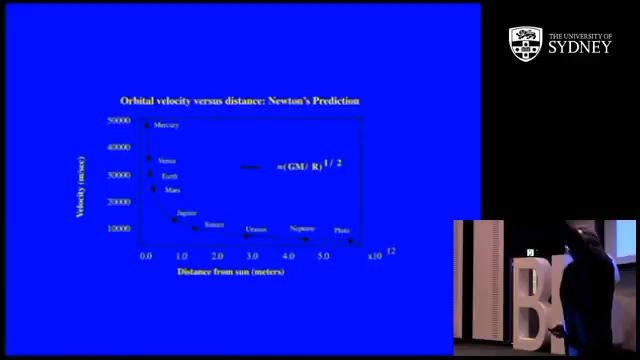 THE UNIVERSITY OF
SYDNEY
Orbital velocity versus distance: Newton's Prediction
50000
40000
30000
20000
10000
Velocity (m/sec)
Mercury
Venus
Earth
Mars
Jupiter
Saturn
Uranus
Neptune
Pluto
=(GM/ R)1/2
0.0 1.0 2.0 3.0 4.0 5.0 x10 12
Distance from sun (meters)
B